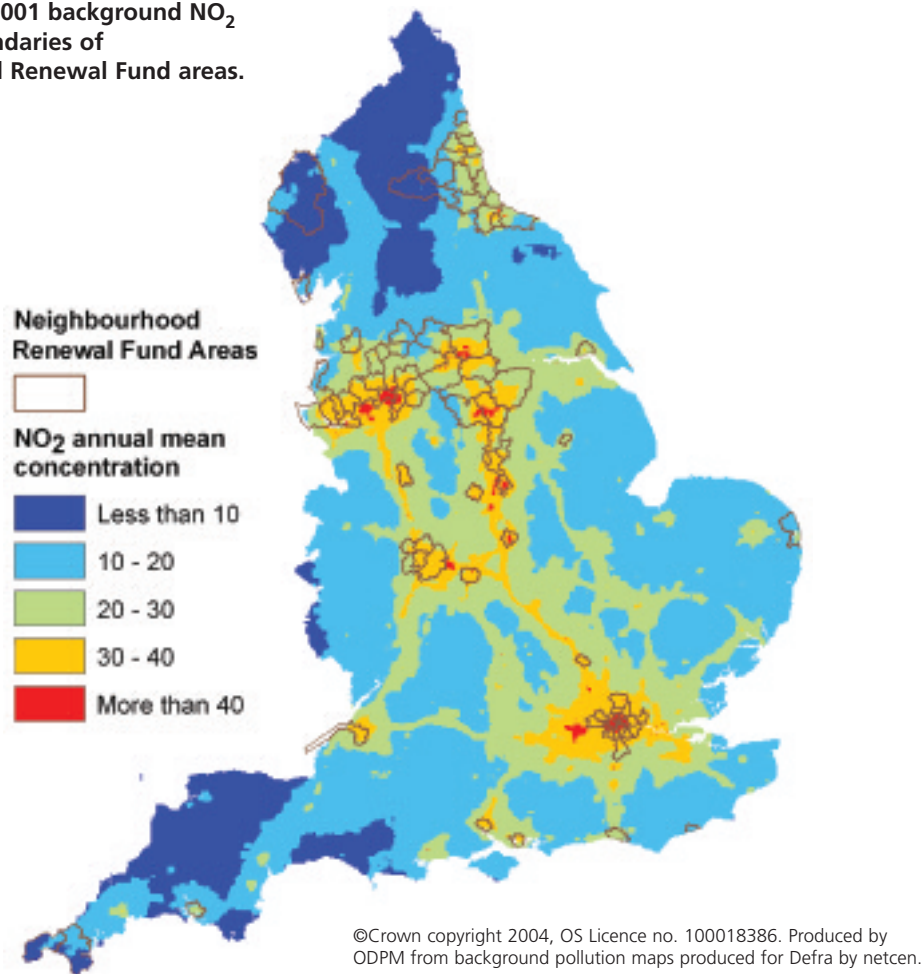 001 background NO2
ndaries of
Renewal Fund areas.
Neighbourhood
Renewal Fund Areas
NO2 annual mean
concentration
Less than 10
10 - 20
20 - 30
30 - 40
More than 40
©Crown copyright 2004, OS Licence no. 100018386. Produced by
ODPM from background pollution maps produced for Defra by netcen.